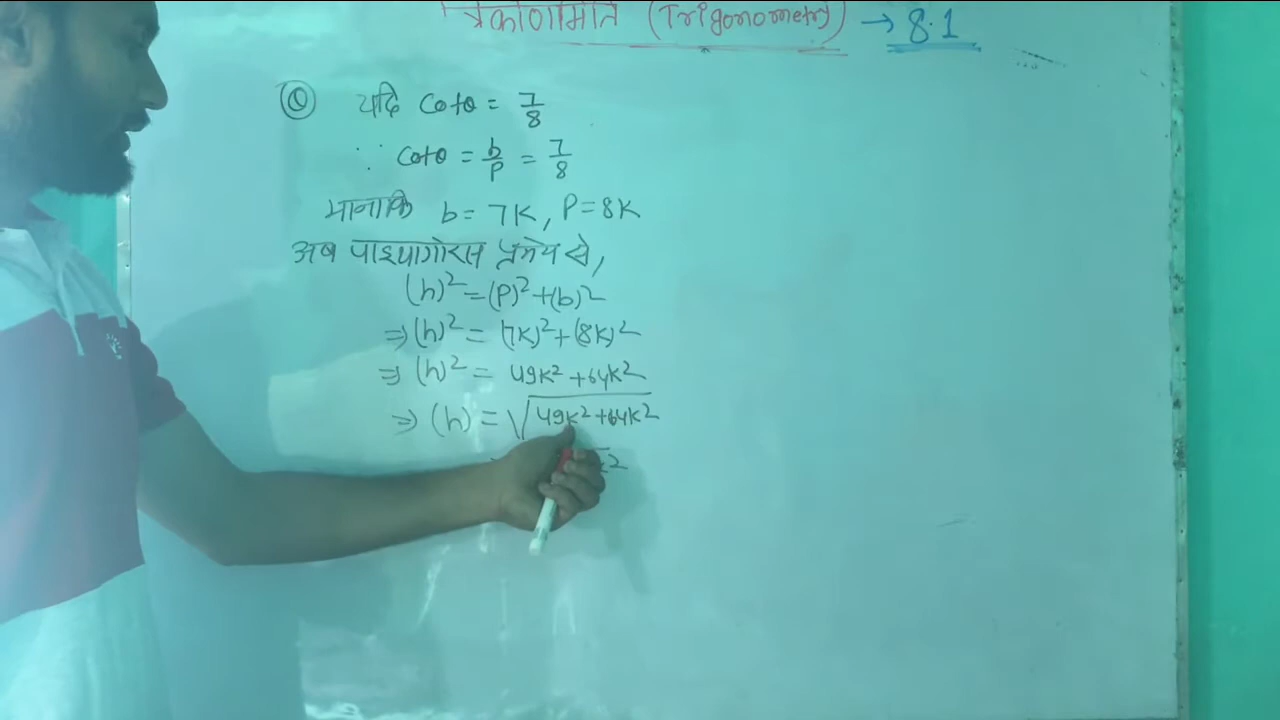 त्रिकोणमिति (Trigonometry) → 8.1
यदि Cotθ = 7/8
∵ Cotθ = b/P = 7/8
मानाकि b = 7K, P = 8K
अब पाइथागोरस प्रमेय से,
(h)² = (P)² + (b)²
⇒ (h)² = (7K)² + (8K)²
⇒ (h)² = 49K² + 64K²
⇒ (h) = √49K² + 64K²
K²